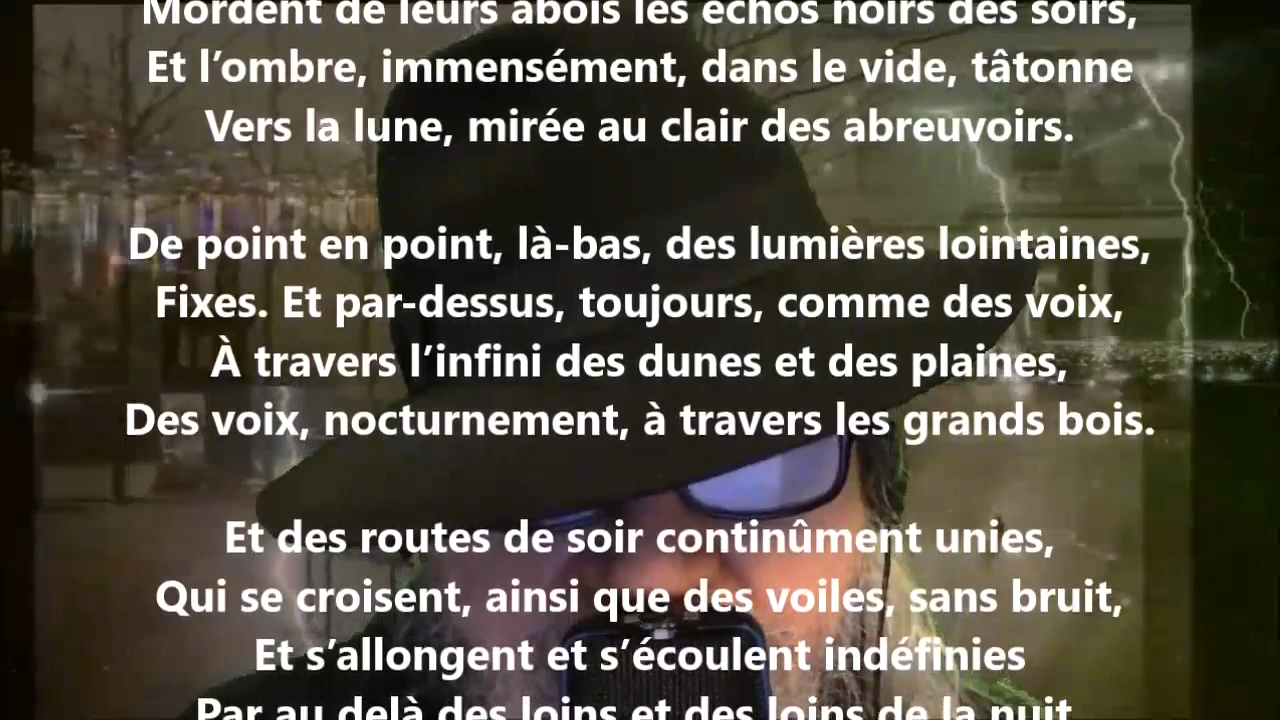 Mordent de leurs abois les échos noirs des soirs,
Et l’ombre, immensément, dans le vide, tâtonne
Vers la lune, mirée au clair des abreuvoirs.
De point en point, là-bas, des lumières lointaines,
Fixes. Et par-dessus, toujours, comme des voix,
À travers l’infini des dunes et des plaines,
Des voix, nocturnement, à travers les grands bois.
Et des routes de soir continûment unies,
Qui se croisent, ainsi que des voiles, sans bruit,
Et s’allongent et s’écoulent indéfinies
Par au delà des loins et des loins de la nuit